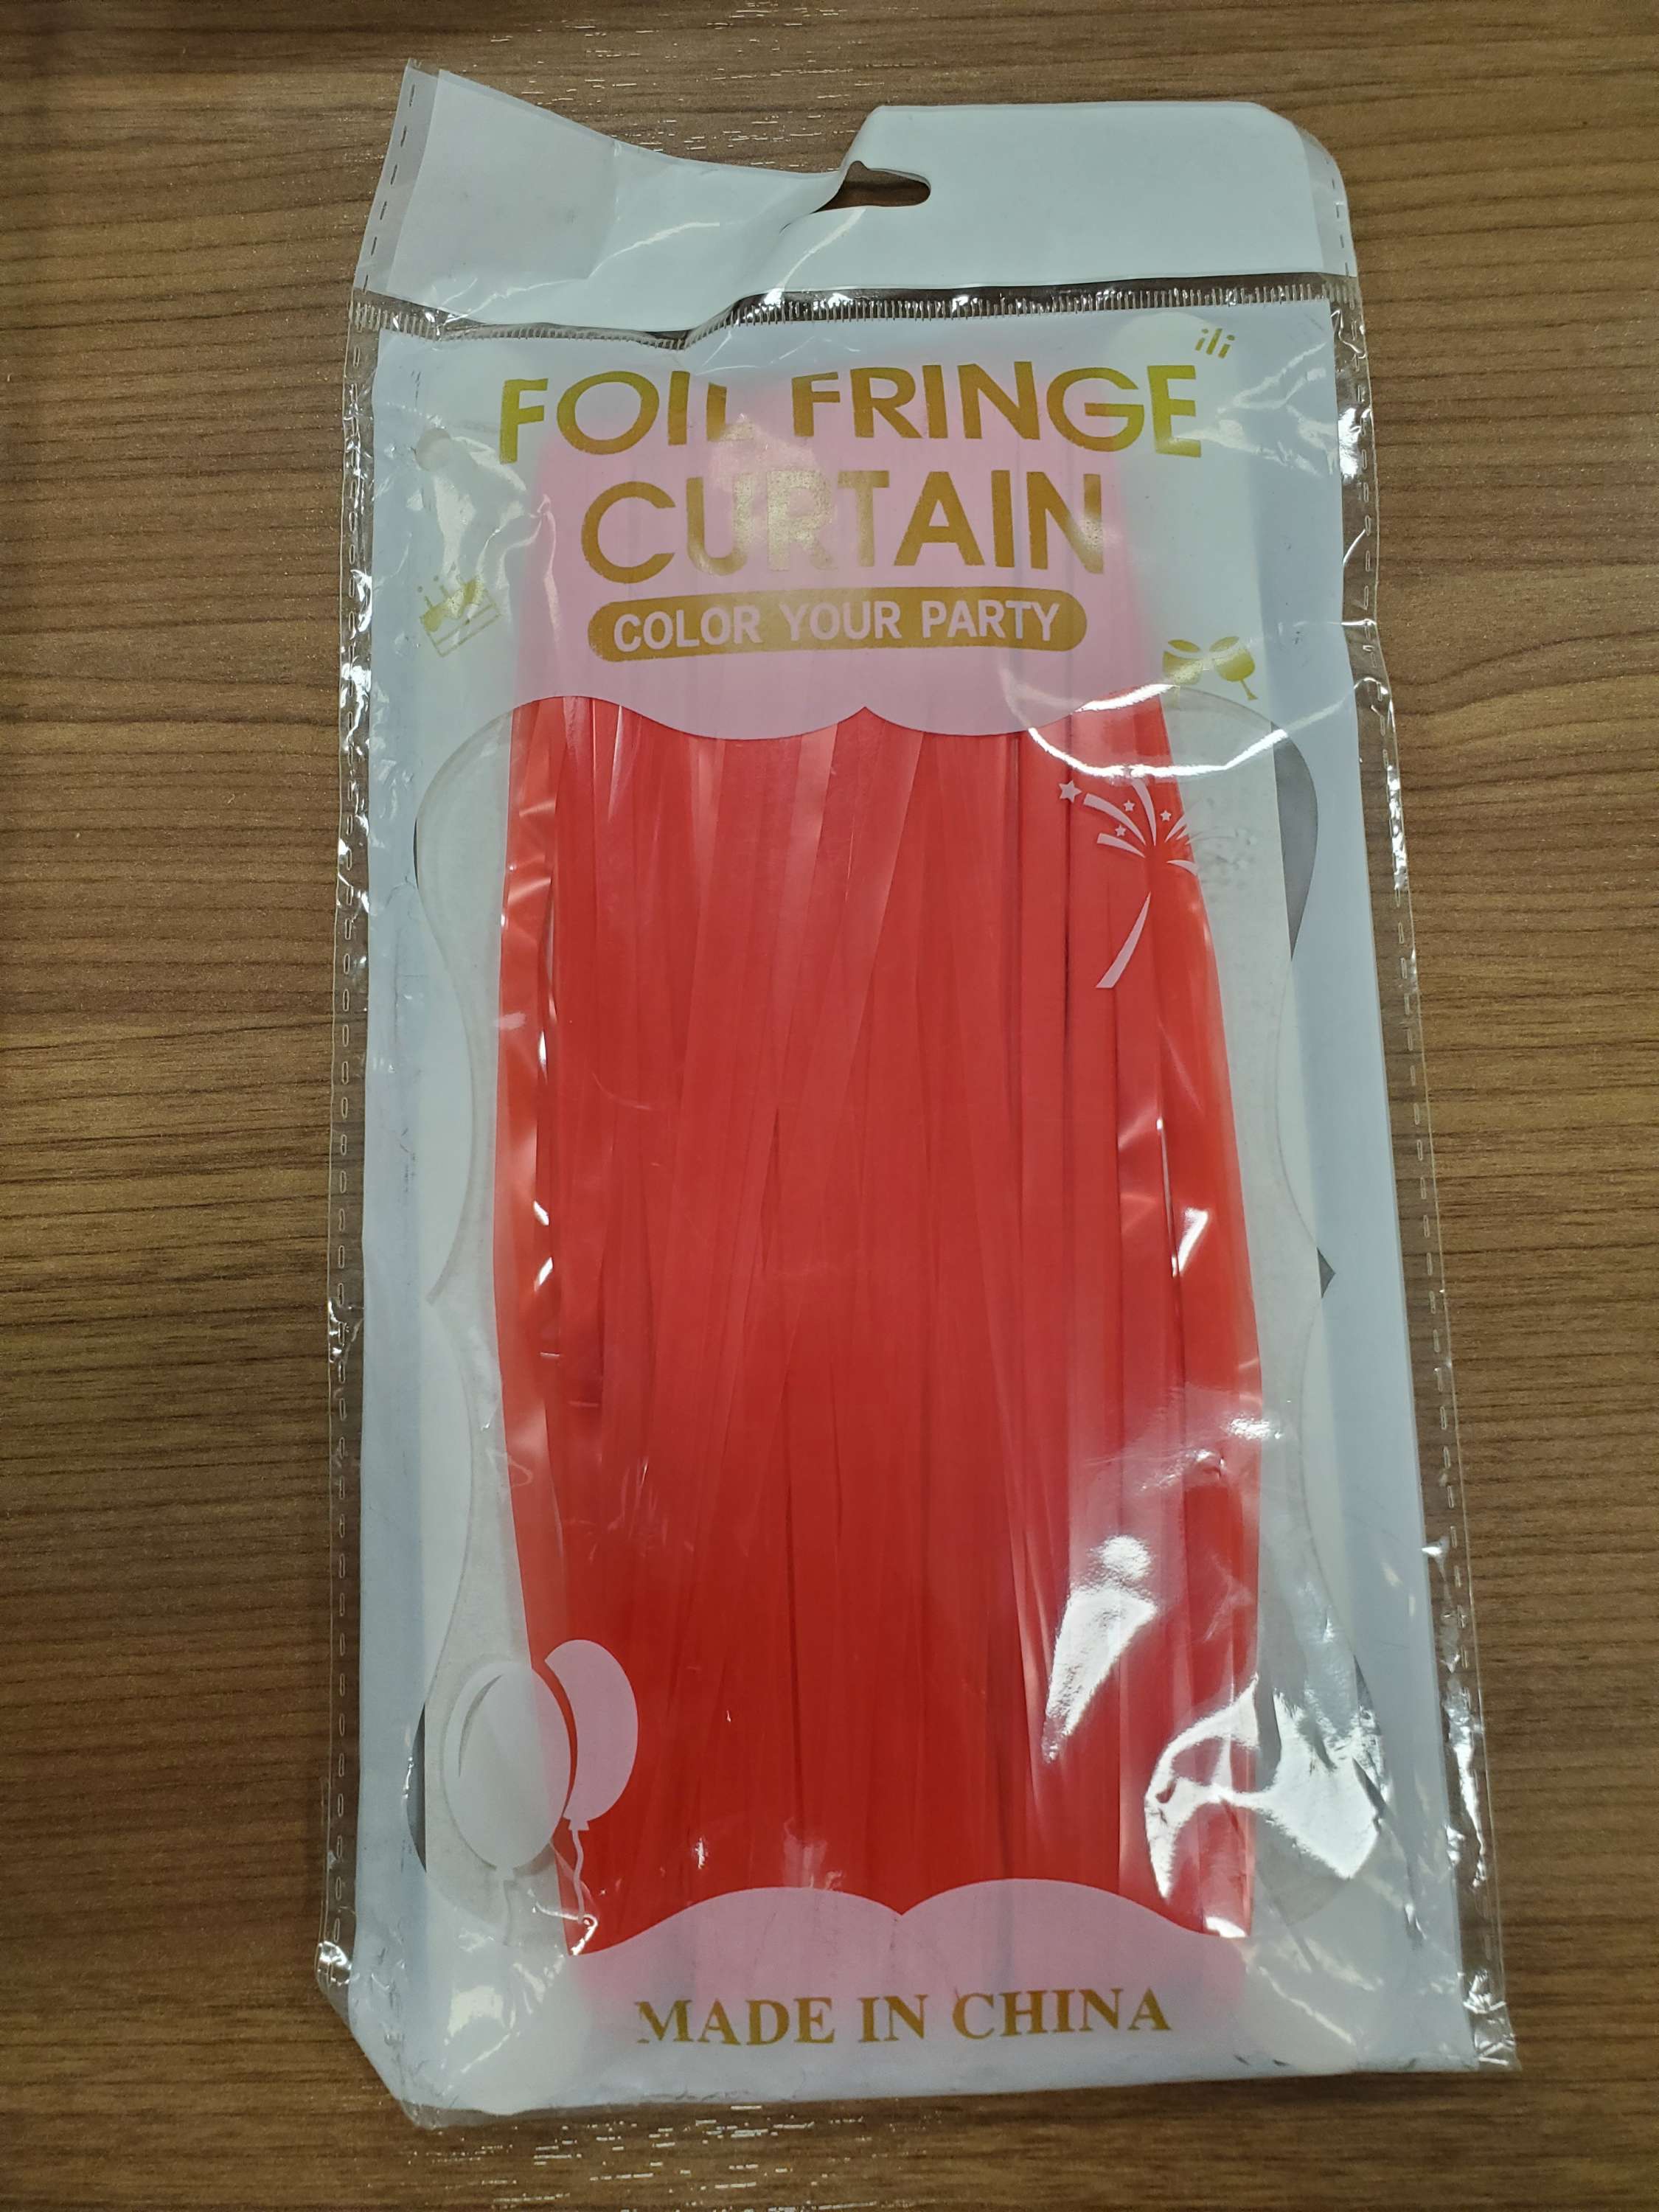 FOIL FRINGE
CURTAIN
COLOR YOUR PARTY
MADE IN CHINA